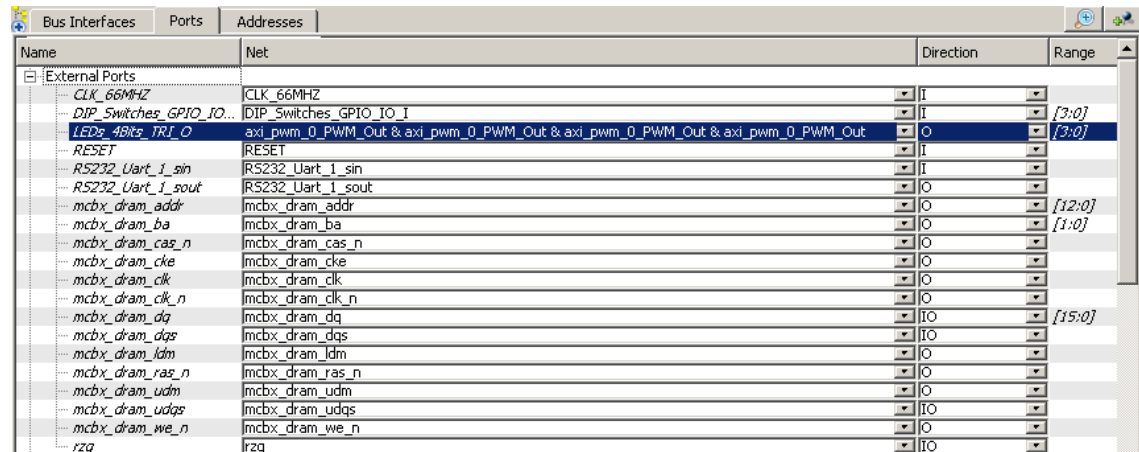 Bus Interfaces Ports Addresses
Name Net Direction Range
External Ports
CLK_66MHZ CLK_66MHZ I
DIP_Switches_GPIO_IO... DIP_Switches_GPIO_IO_I I [3:0]
LEDs_4Bits_TRI_O axi_pwm_0_PWM_Out & axi_pwm_0_PWM_Out & axi_pwm_0_PWM_Out & axi_pwm_0_PWM_Out O [3:0]
RESET RESET I
RS232_Uart_1_sin RS232_Uart_1_sin I
RS232_Uart_1_sout RS232_Uart_1_sout O
mcbx_dram_addr mcbx_dram_addr O [12:0]
mcbx_dram_ba mcbx_dram_ba O [1:0]
mcbx_dram_cas_n mcbx_dram_cas_n O
mcbx_dram_cke mcbx_dram_cke O
mcbx_dram_clk mcbx_dram_clk O
mcbx_dram_clk_n mcbx_dram_clk_n O
mcbx_dram_dq mcbx_dram_dq IO [15:0]
mcbx_dram_dqs mcbx_dram_dqs IO
mcbx_dram_ldm mcbx_dram_ldm O
mcbx_dram_ras_n mcbx_dram_ras_n O
mcbx_dram_udm mcbx_dram_udm O
mcbx_dram_udqs mcbx_dram_udqs IO
mcbx_dram_we_n mcbx_dram_we_n O
rzq rzq IO